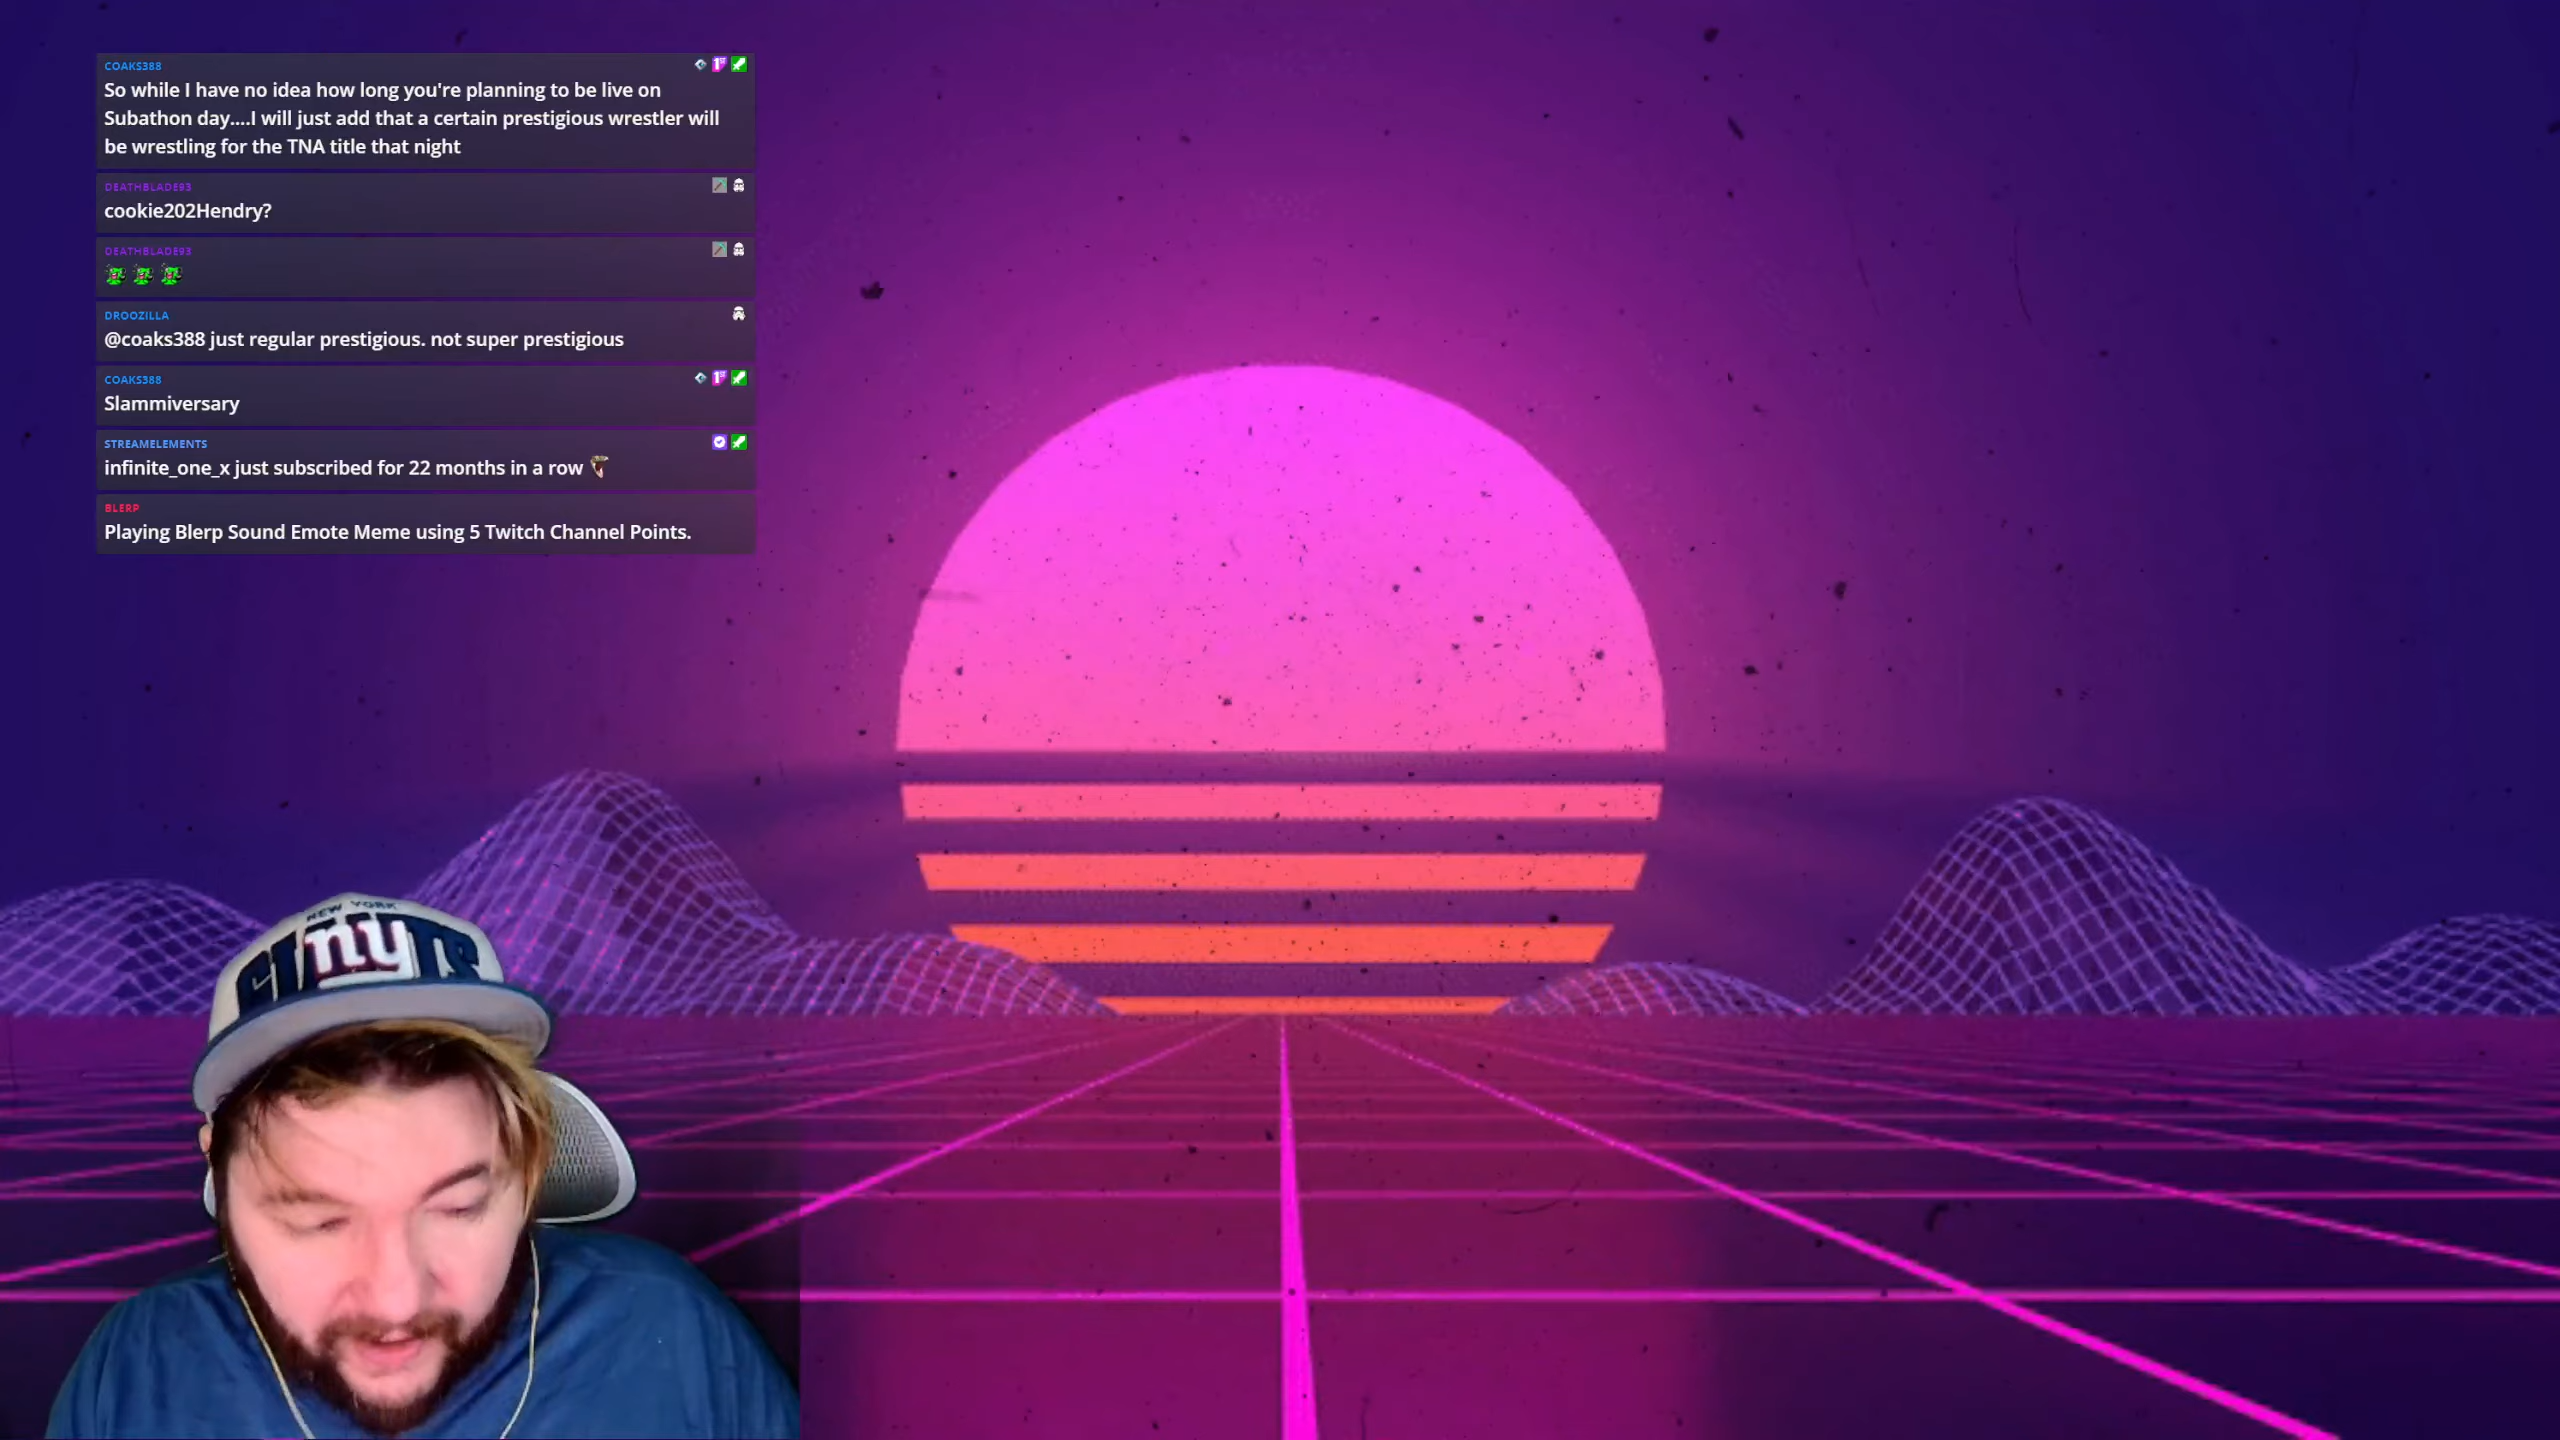 COAKS388
So while I have no idea how long you're planning to be live on
Subathon day....I will just add that a certain prestigious wrestler will
be wrestling for the TNA title that night
DEATHBLADE93
cookie202Hendry?
DEATHBLADE93
DROOZILLA
@coaks388 just regular prestigious. not super prestigious
COAKS388
Slammiversary
STREAMELEMENTS
infinite_one_x just subscribed for 22 months in a row
BLERP
Playing Blerp Sound Emote Meme using 5 Twitch Channel Points.
NEW YORK
GIANTS
ny